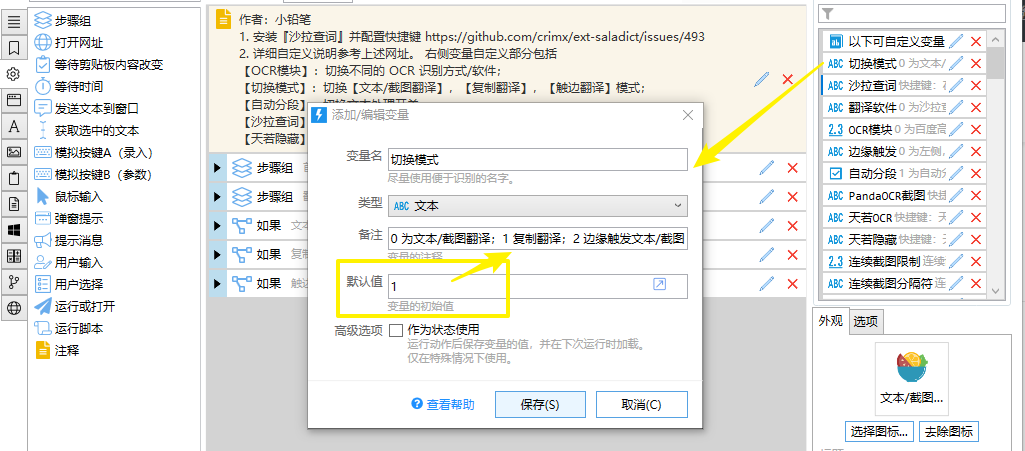 步骤组
打开网址
等待剪贴板内容改变
等待时间
发送文本到窗口
获取选中的文本
模拟按键A（录入）
模拟按键B（参数）
鼠标输入
弹窗提示
提示消息
用户输入
用户选择
运行或打开
运行脚本
注释
作者：小铅笔
1. 安装『沙拉查词』并配置快捷键 https://github.com/crimx/ext-saladict/issues/493
2. 详细自定义说明参考上述网址。 右侧变量自定义部分包括
【OCR模块】：切换不同的 OCR 识别方式/软件；
【切换模式】：切换【文本/截图翻译】，【复制翻译】，【触边翻译】模式；
【自动分段】
【沙拉
【天若
步骤组
步骤组
如果 文本
如果 复制
如果 触边
添加/编辑变量
变量名 切换模式
尽量使用便于识别的名字。
类型 ABC 文本
备注 0 为文本/截图翻译；1 复制翻译；2 边缘触发文本/截图
变量的注释
默认值 1
变量的初始值
高级选项 作为状态使用
运行动作后保存变量的值，并在下次运行时加载。
仅在特殊情况下使用。
查看帮助 保存(S) 取消(C)
以下可自定义变量
ABC 切换模式 0 为文本/
ABC 沙拉查词 快捷键：
ABC 翻译软件 0 为沙拉
2.3 OCR模块 0 为百度高
ABC 边缘触发 0 为左侧，
自动分段 1 为自动分
ABC PandaOCR截图 快捷
ABC 天若OCR 快捷键：天
ABC 天若隐藏 快捷键：天
2.3 连续截图限制 连续
ABC 连续截图分隔符 连
外观 选项
文本/截图...
选择图标... 去除图标